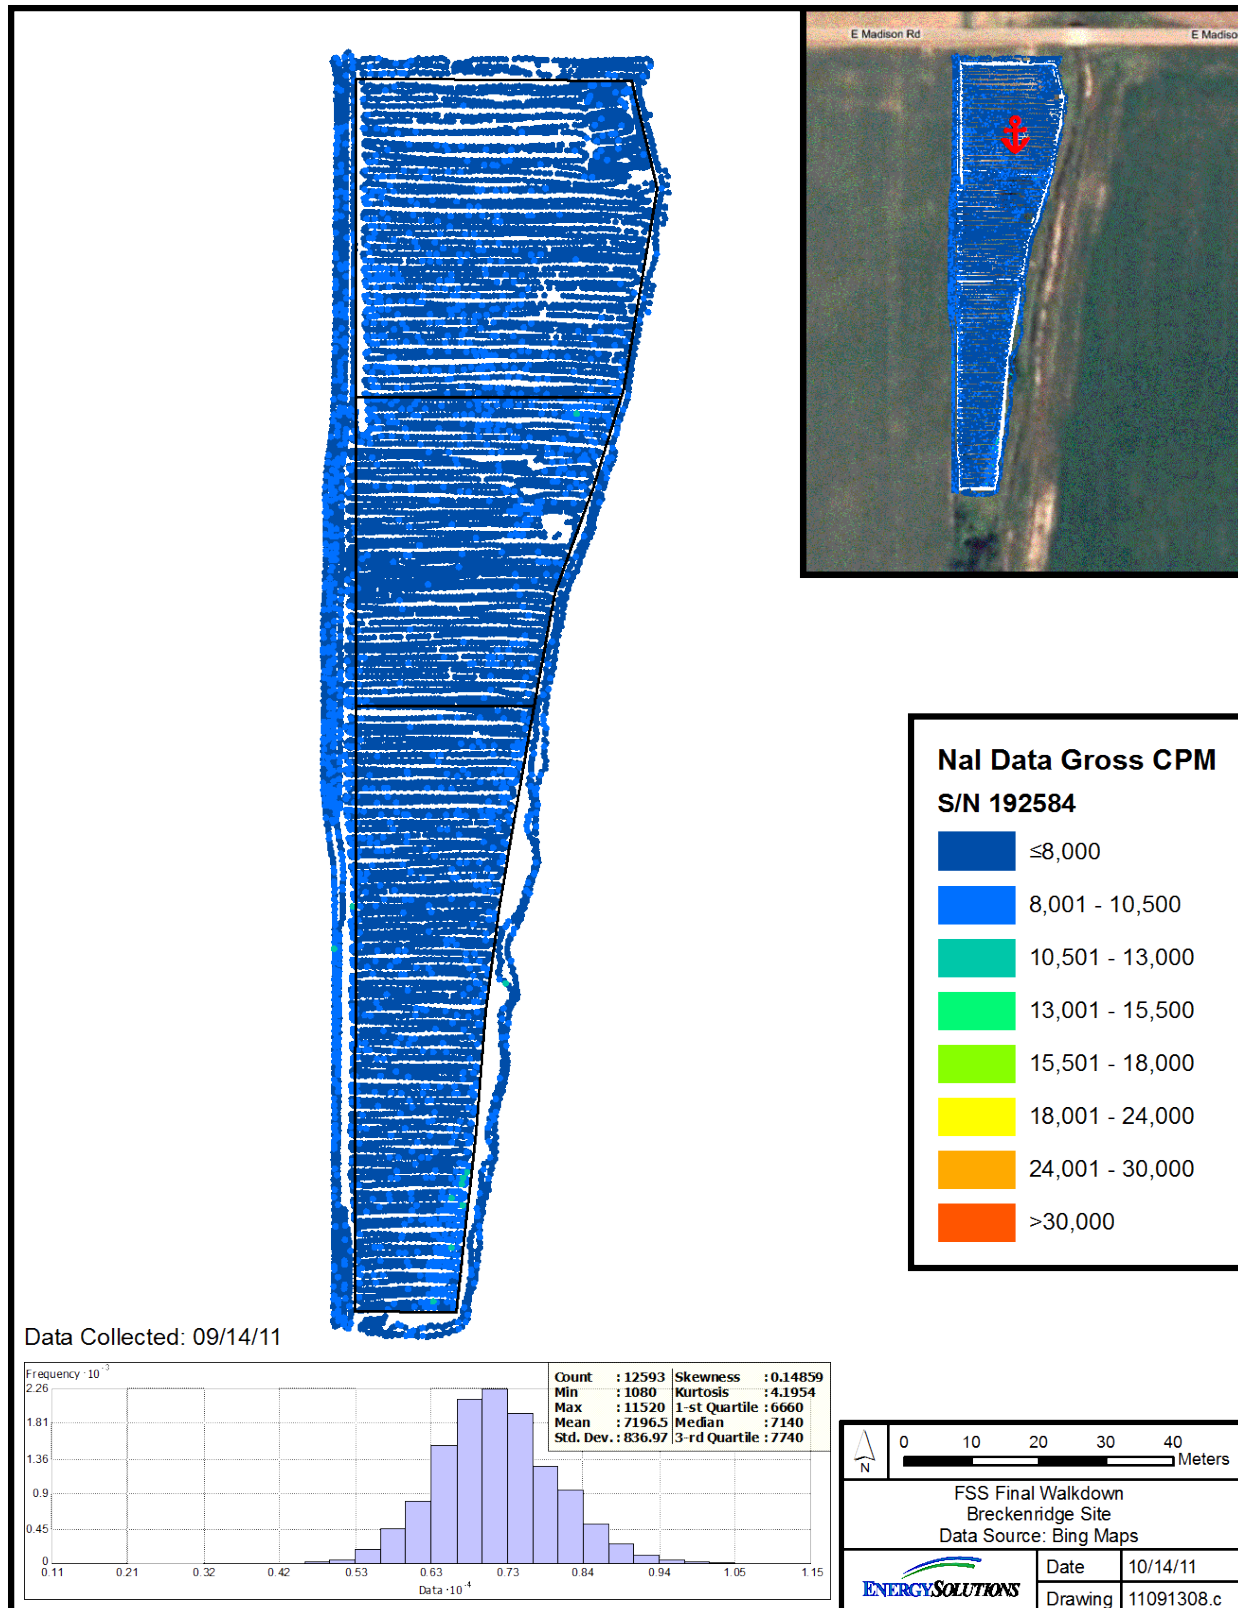 E Madison Rd
E Madiso
NaI Data Gross CPM
S/N 192584
≤8,000
8,001 - 10,500
10,501 - 13,000
13,001 - 15,500
15,501 - 18,000
18,001 - 24,000
24,001 - 30,000
>30,000
Data Collected: 09/14/11
Frequency · 10⁻³
2.26
1.81
1.36
0.9
0.45
0
0.11 0.21 0.32 0.42 0.53 0.63 0.73 0.84 0.94 1.05 1.15
Data · 10⁻⁴
Count : 12593 Skewness : 0.14859
Min : 1080 Kurtosis : 4.1954
Max : 11520 1-st Quartile : 6660
Mean : 7196.5 Median : 7140
Std. Dev. : 836.97 3-rd Quartile : 7740
N
0 10 20 30 40
Meters
FSS Final Walkdown
Breckenridge Site
Data Source: Bing Maps
ENERGYSOLUTIONS
Date 10/14/11
Drawing 11091308.c